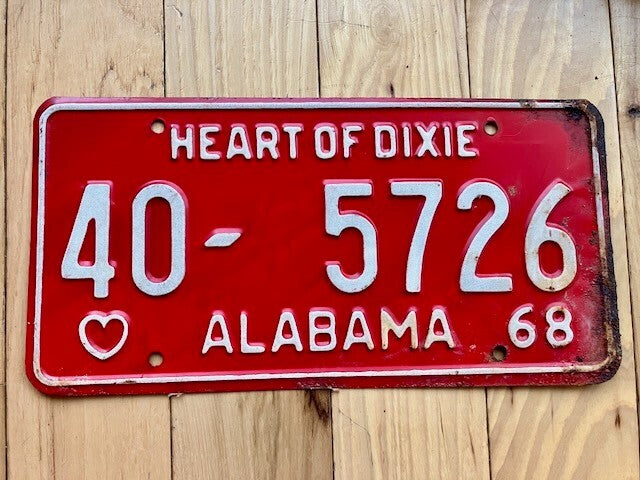 HEART OF DIXIE
40- 5726
ALABAMA 68